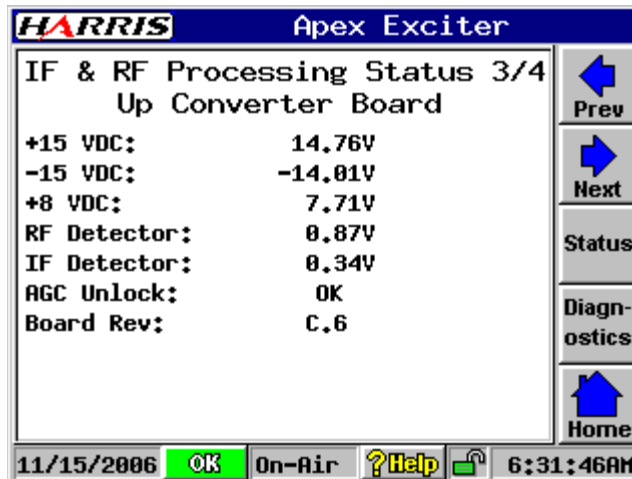 HARRIS Apex Exciter
IF & RF Processing Status 3/4
Up Converter Board
+15 VDC: 14.76V
-15 VDC: -14.01V
+8 VDC: 7.71V
RF Detector: 0.87V
IF Detector: 0.34V
AGC Unlock: OK
Board Rev: C.6
Prev
Next
Status
Diagn-
ostics
Home
11/15/2006 OK On-Air ?Help 6:31:46AM